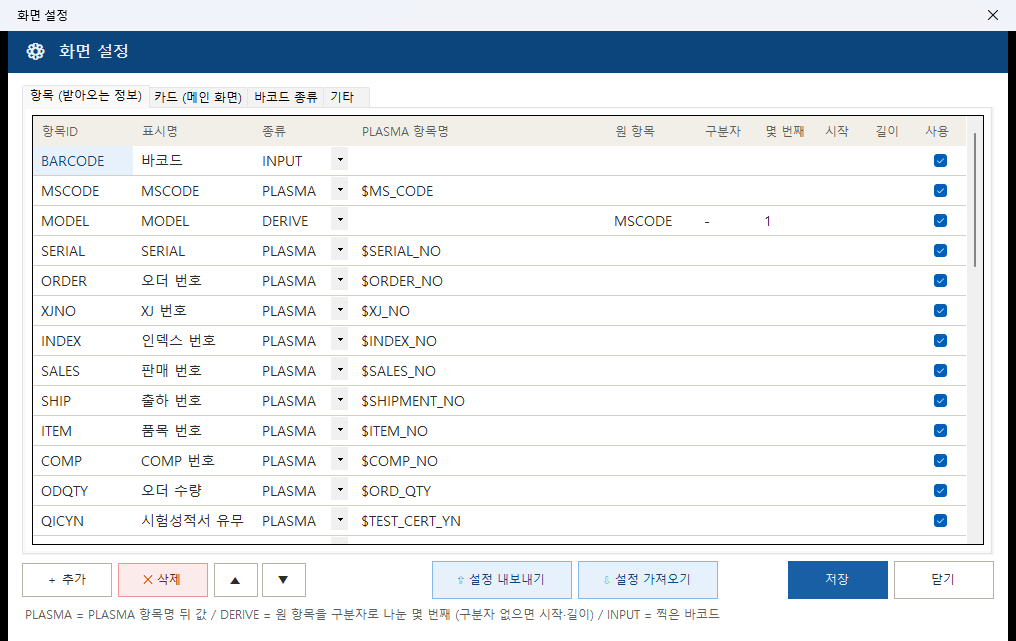 화면 설정
화면 설정
항목 (받아오는 정보) 카드 (메인 화면) 바코드 종류 기타
항목ID 표시명 종류 PLASMA 항목명 원 항목 구분자 몇 번째 시작 길이 사용
BARCODE 바코드 INPUT
MSCODE MSCODE PLASMA $MS_CODE
MODEL MODEL DERIVE MSCODE - 1
SERIAL SERIAL PLASMA $SERIAL_NO
ORDER 오더 번호 PLASMA $ORDER_NO
XJNO XJ 번호 PLASMA $XJ_NO
INDEX 인덱스 번호 PLASMA $INDEX_NO
SALES 판매 번호 PLASMA $SALES_NO
SHIP 출하 번호 PLASMA $SHIPMENT_NO
ITEM 품목 번호 PLASMA $ITEM_NO
COMP COMP 번호 PLASMA $COMP_NO
ODQTY 오더 수량 PLASMA $ORD_QTY
QICYN 시험성적서 유무 PLASMA $TEST_CERT_YN
+ 추가 ✕ 삭제 ▲ ▼ ⇧ 설정 내보내기 ⇩ 설정 가져오기 저장 닫기
PLASMA = PLASMA 항목명 뒤 값 / DERIVE = 원 항목을 구분자로 나눈 몇 번째 (구분자 없으면 시작·길이) / INPUT = 찍은 바코드